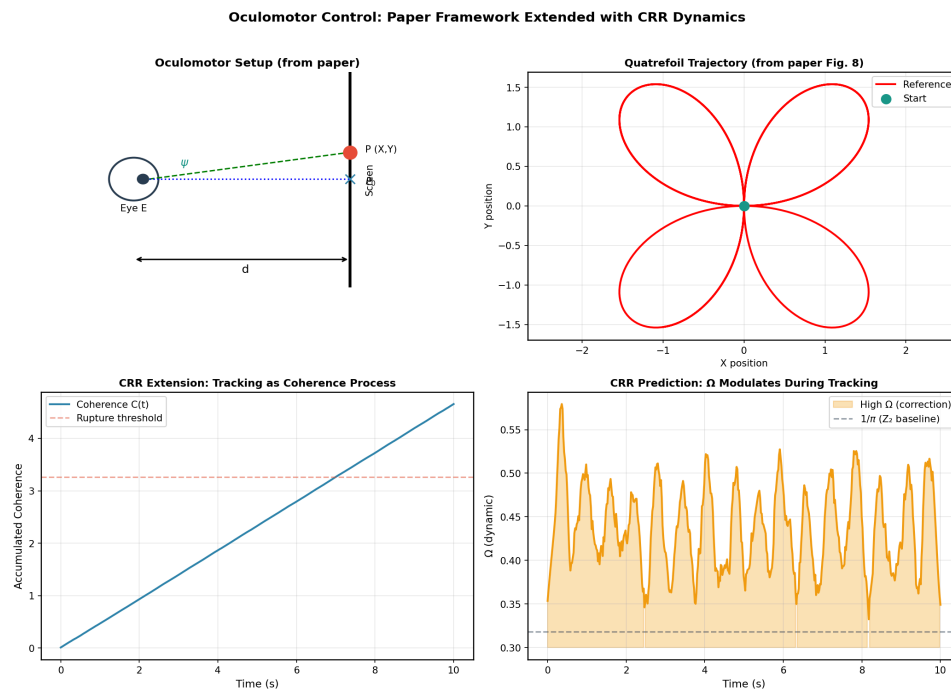 Oculomotor Control: Paper Framework Extended with CRR Dynamics
Oculomotor Setup (from paper)
ψ
P (X,Y)
Screen
Eye E
d
Quatrefoil Trajectory (from paper Fig. 8)
Reference
Start
Y position
1.5
1.0
0.5
0.0
−0.5
−1.0
−1.5
−2
−1
0
1
2
X position
CRR Extension: Tracking as Coherence Process
Coherence C(t)
Rupture threshold
Accumulated Coherence
4
3
2
1
0
0
2
4
6
8
10
Time (s)
CRR Prediction: Ω Modulates During Tracking
High Ω (correction)
1/π (Z₂ baseline)
Ω (dynamic)
0.55
0.50
0.45
0.40
0.35
0.30
0
2
4
6
8
10
Time (s)